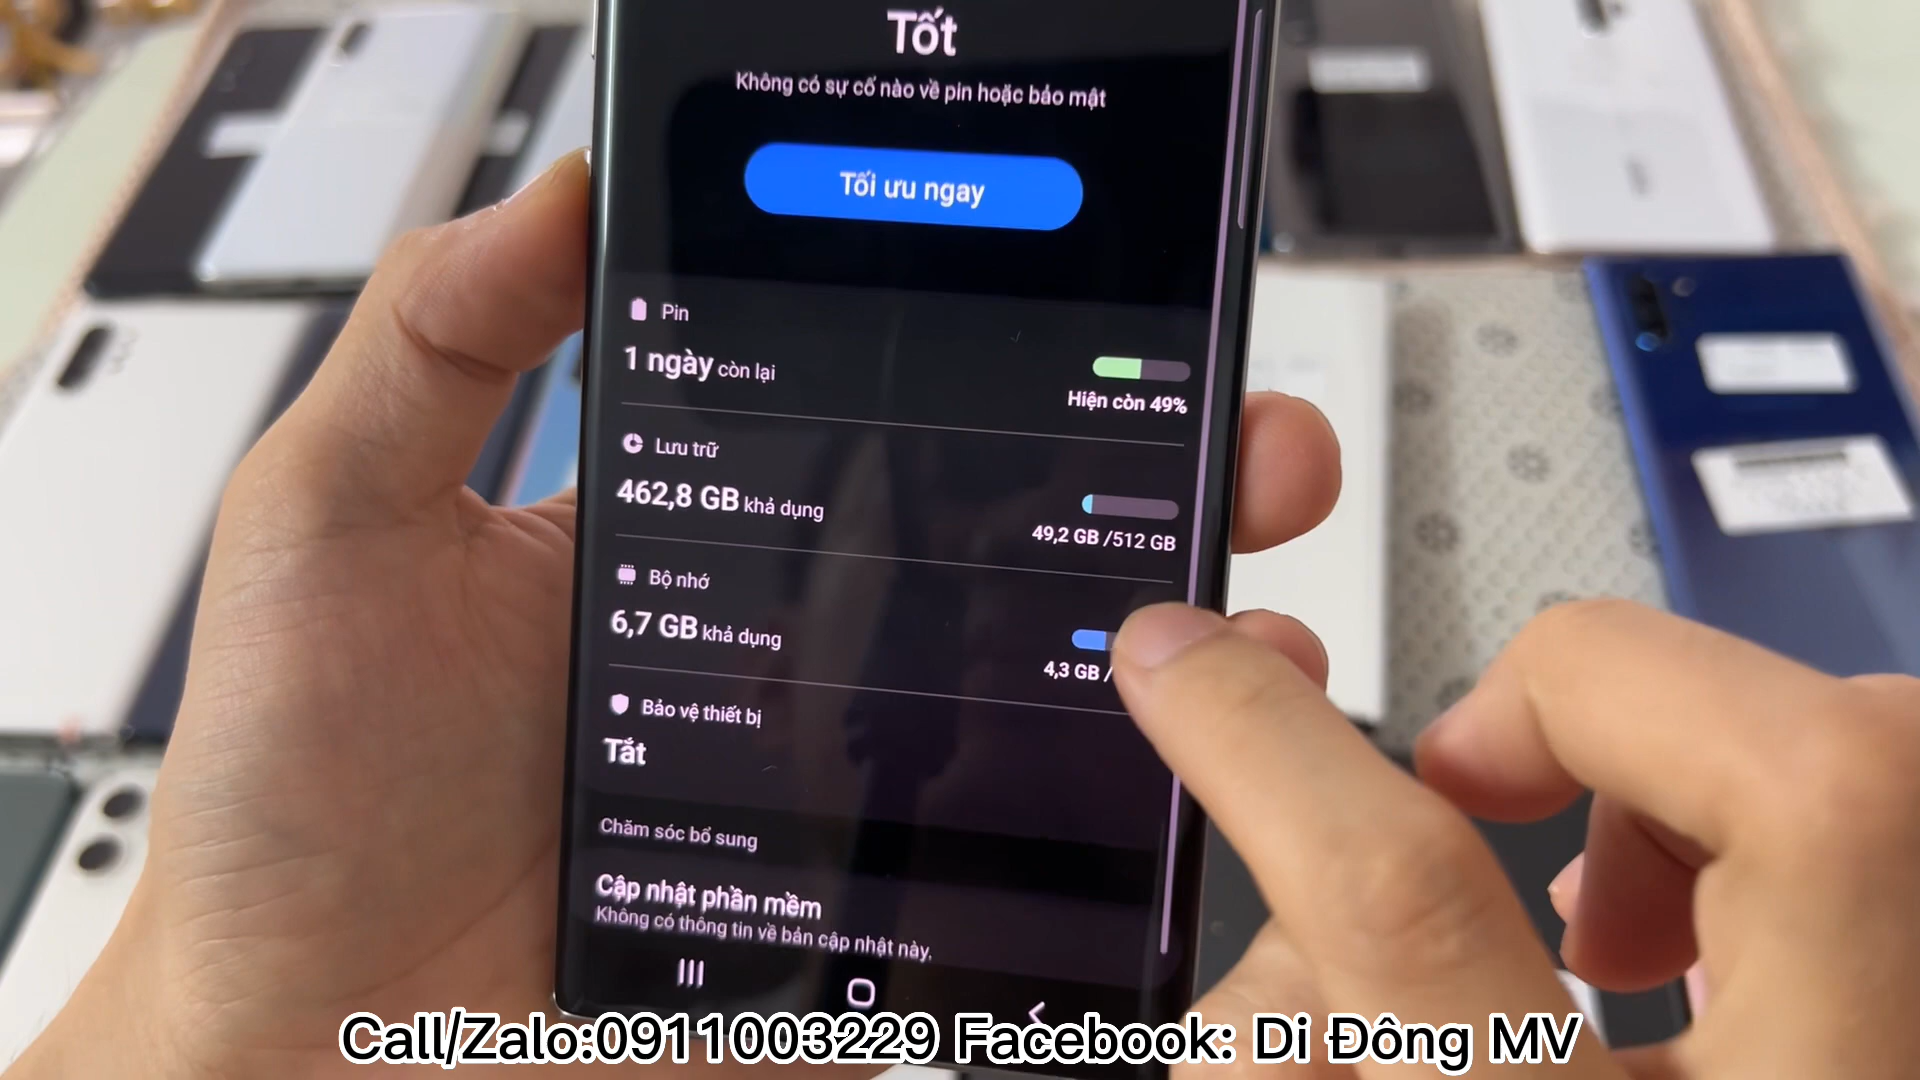 Tốt
Không có sự cố nào về pin hoặc bảo mật
Tối ưu ngay
Pin
1 ngày còn lại
Hiện còn 49%
Lưu trữ
462,8 GB khả dụng
49,2 GB /512 GB
Bộ nhớ
6,7 GB khả dụng
4,3 GB /
Bảo vệ thiết bị
Tắt
Chăm sóc bổ sung
Cập nhật phần mềm
Không có thông tin về bản cập nhật này.
Call/Zalo:0911003229 Facebook: Di Đông MV